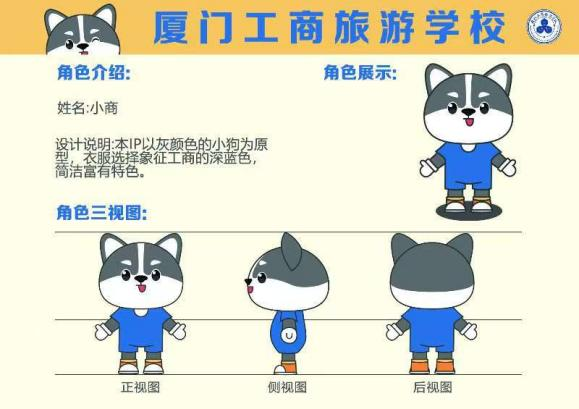 厦门工商旅游学校
角色介绍:
角色展示:
姓名:小商
设计说明:本IP以灰颜色的小狗为原
型，衣服选择象征工商的深蓝色，
简洁富有特色。
角色三视图:
正视图
侧视图
后视图